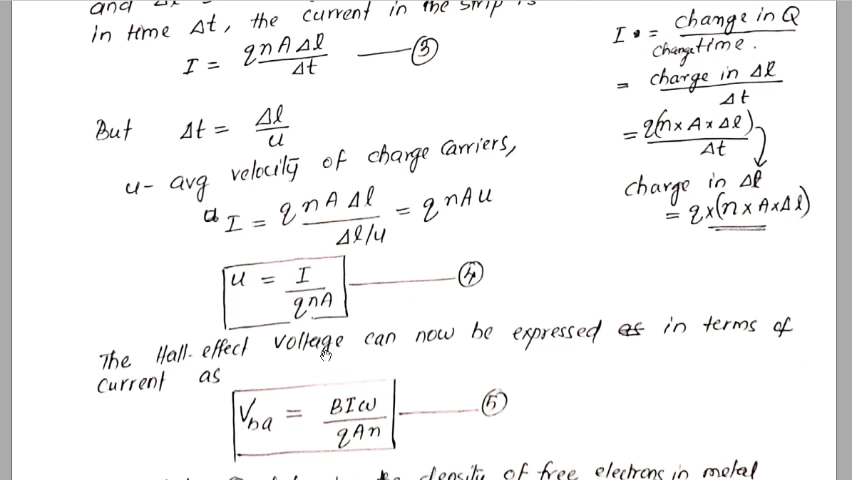 and
in time Δt, the current in the strip is
I = qnAΔl / Δt ——— ③
But Δt = Δl / u
u- avg velocity of charge carriers,
I = qnAΔl / Δl/u = qnAu
u = I / qnA ——— ④
The Hall-effect voltage can now be expressed as in terms of
current as
V_ba = BIω / qAn ——— ⑤
density of free electrons in metal
I = change in Q / change time.
= charge in Δl / Δt
= q(n×A×Δl) / Δt
charge in Δl
= q×(n×A×Δl)